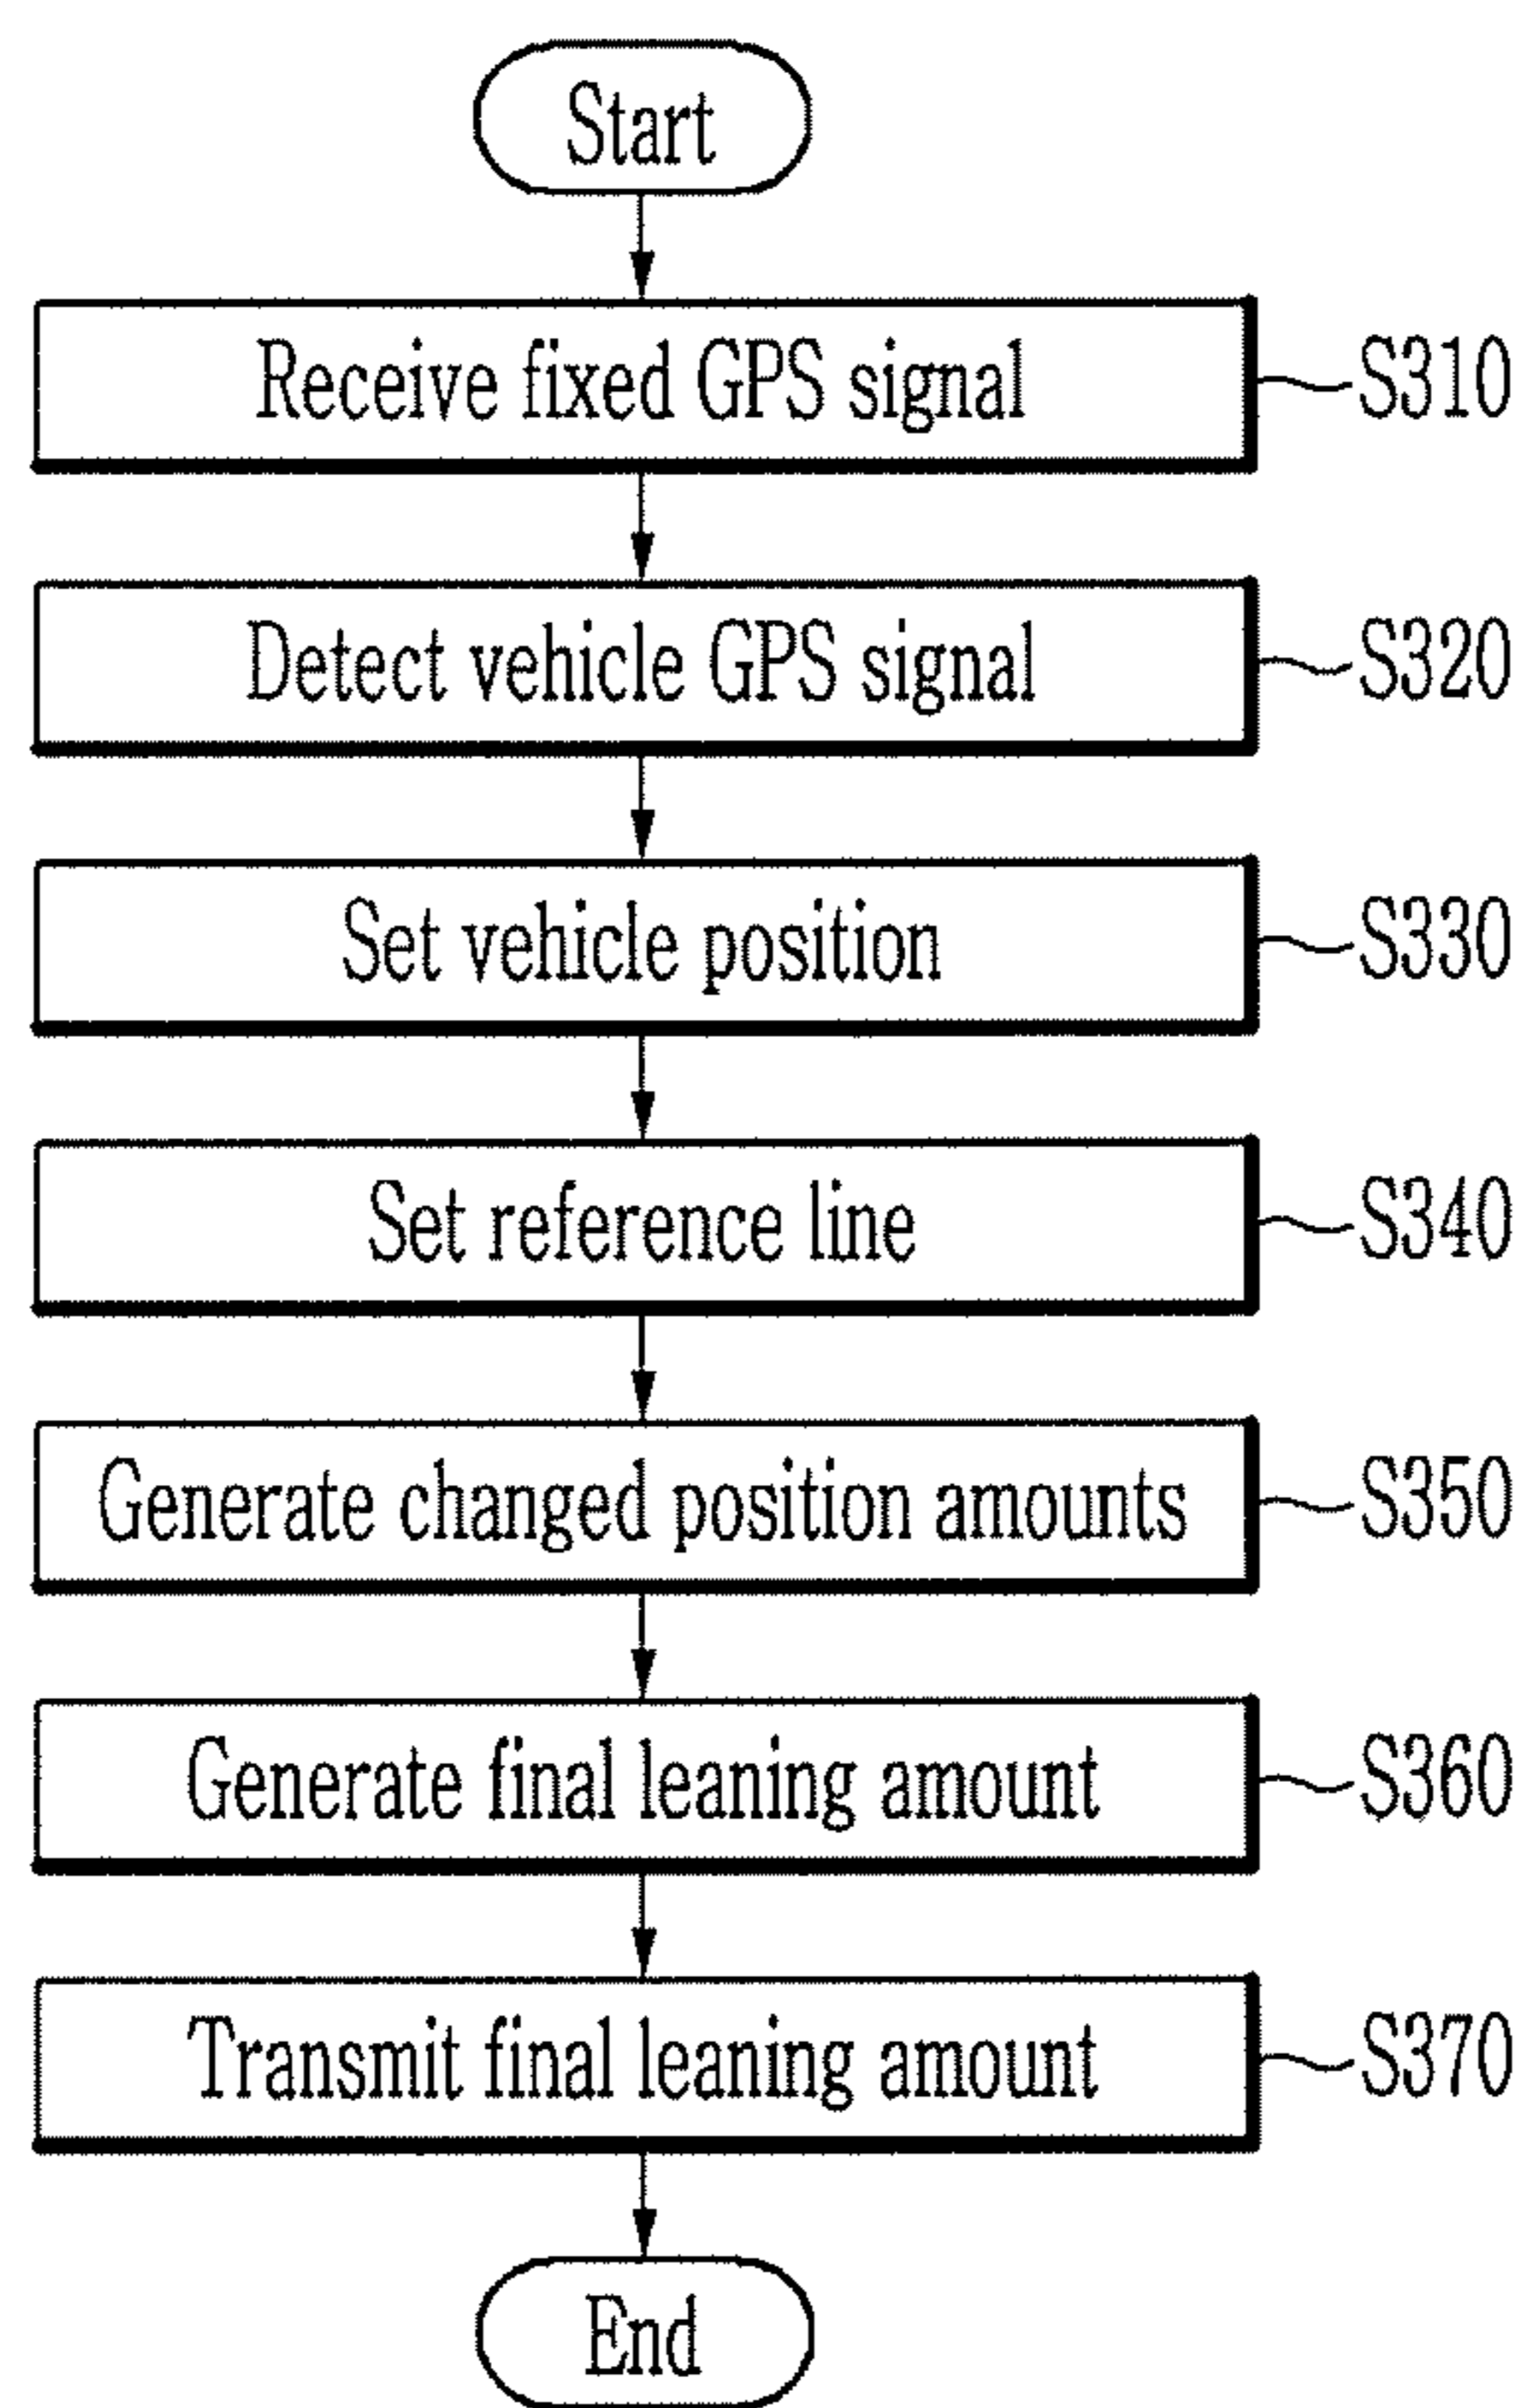 Start
Receive fixed GPS signal S310
Detect vehicle GPS signal S320
Set vehicle position S330
Set reference line S340
Generate changed position amounts S350
Generate final leaning amount S360
Transmit final leaning amount S370
End